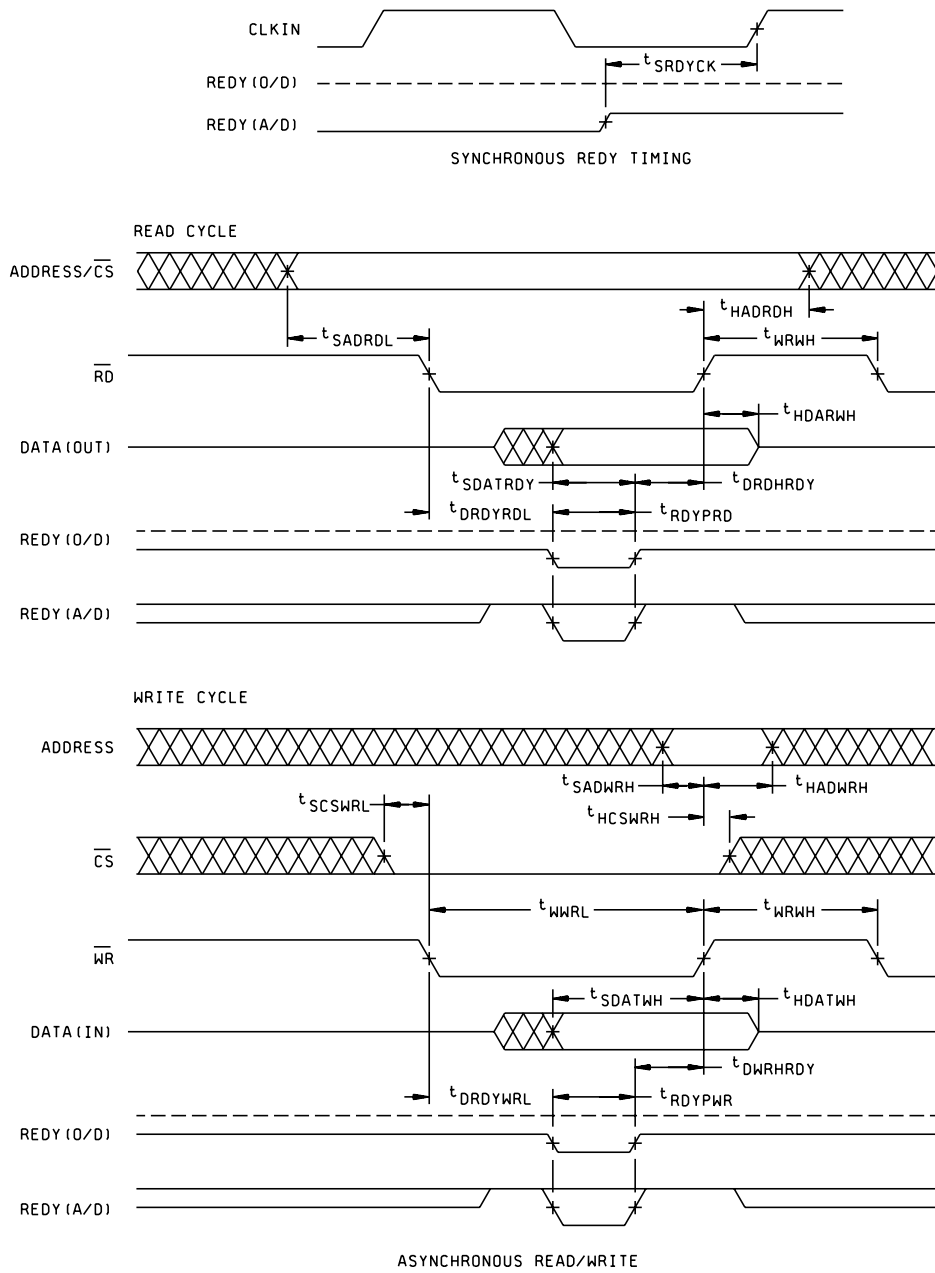 CLKIN
tSRDYCK
REDY(O/D)
REDY(A/D)
SYNCHRONOUS REDY TIMING
READ CYCLE
ADDRESS/CS
tHADRDH
tSADRDL
tWRWH
RD
tHDARWH
DATA(OUT)
tSDATRDY
tDRDHRDY
tDRDYRDL
tRDYPRD
REDY(O/D)
REDY(A/D)
WRITE CYCLE
ADDRESS
tSADWRH
tHADWRH
tSCSWRL
tHCSWRH
CS
tWWRL
tWRWH
WR
tSDATWH
tHDATWH
DATA(IN)
tDWRHRDY
tDRDYWRL
tRDYPWR
REDY(O/D)
REDY(A/D)
ASYNCHRONOUS READ/WRITE